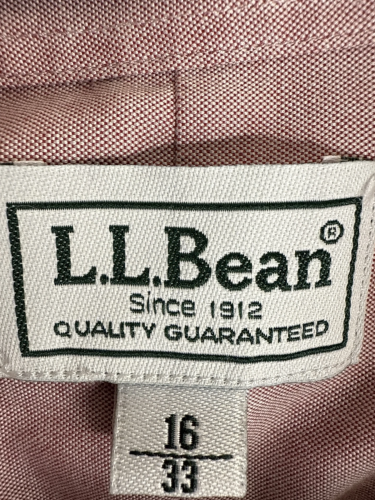 L.L.Bean®
Since 1912
QUALITY GUARANTEED
16
33